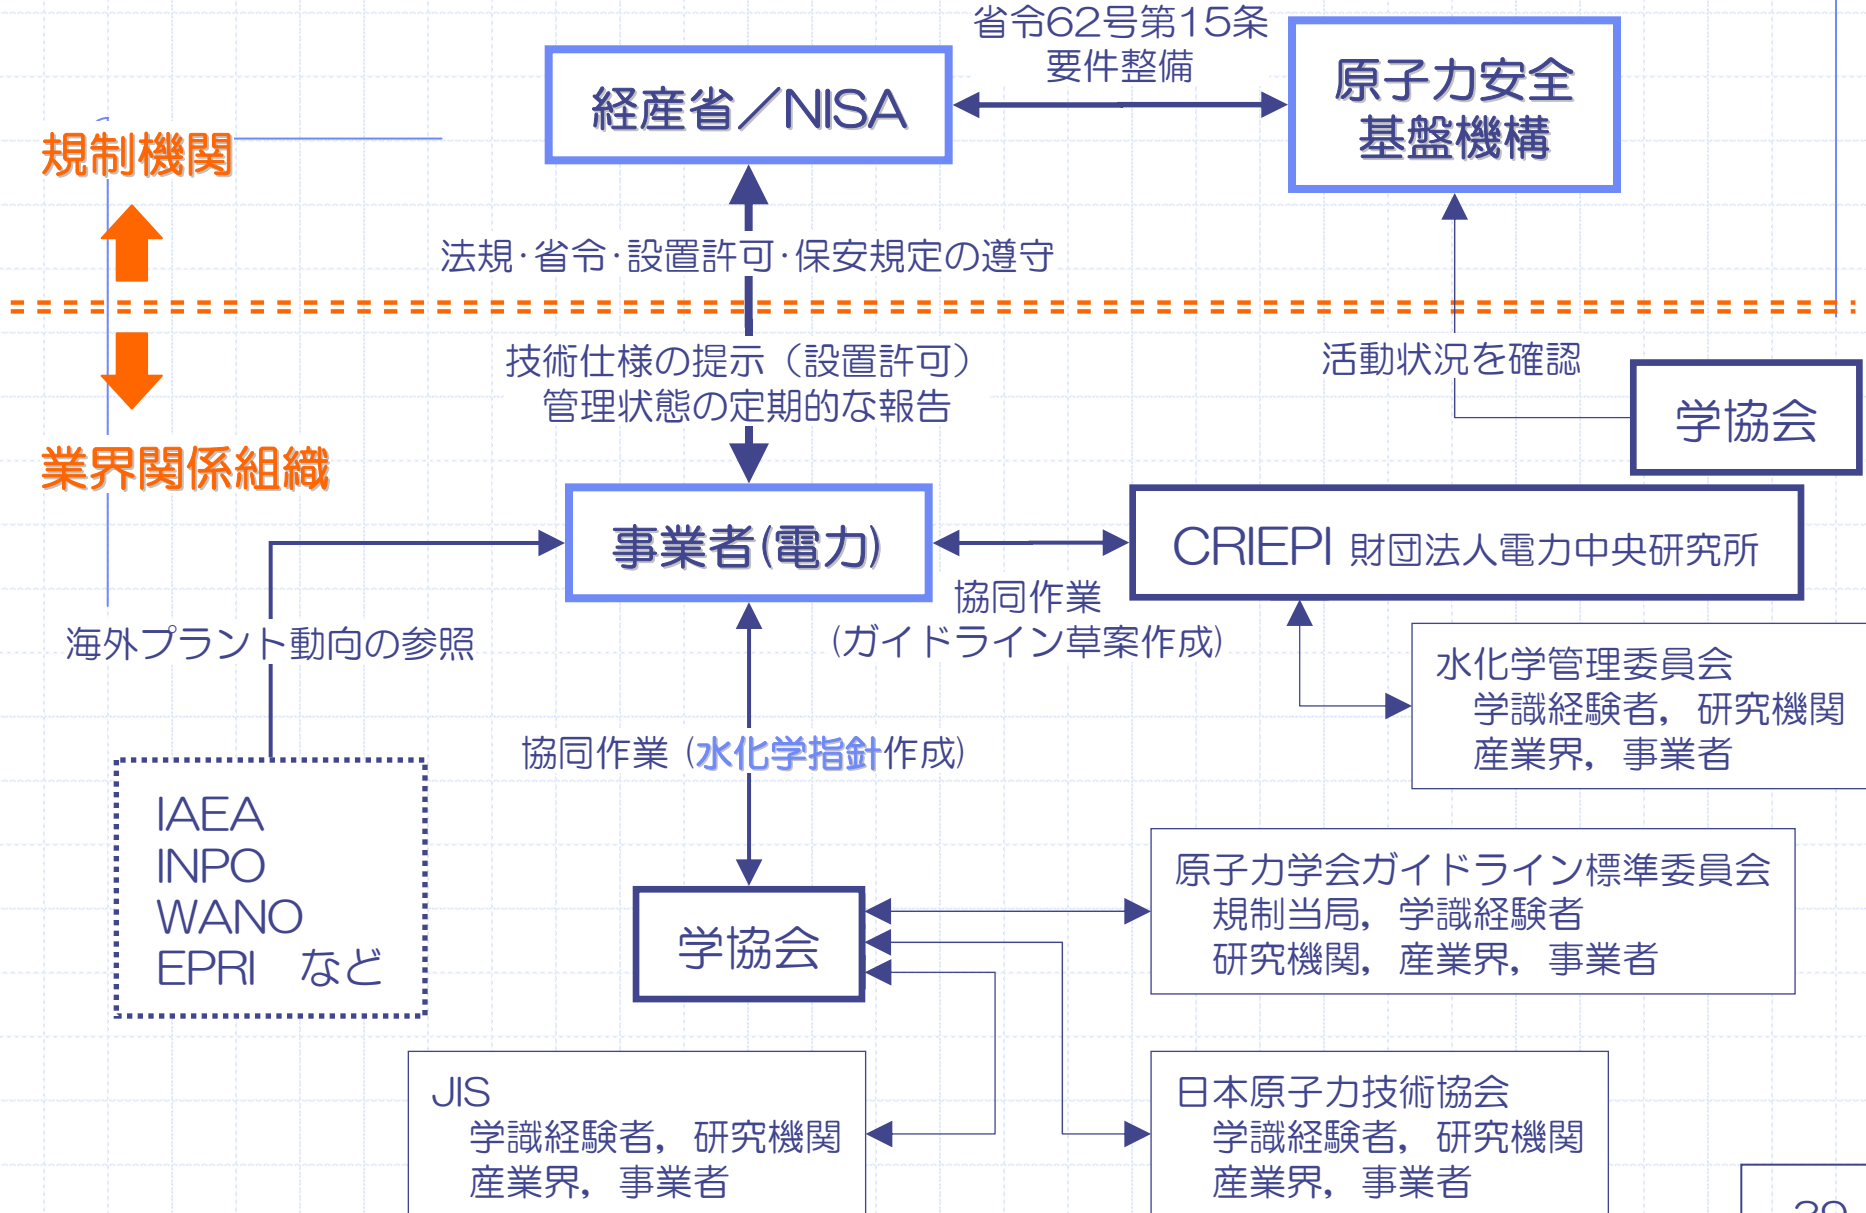 省令62号第15条
要件整備
経産省／NISA
原子力安全
基盤機構
規制機関
法規･省令･設置許可･保安規定の遵守
技術仕様の提示（設置許可）
管理状態の定期的な報告
活動状況を確認
学協会
業界関係組織
事業者(電力)
CRIEPI 財団法人電力中央研究所
協同作業
(ガイドライン草案作成)
海外プラント動向の参照
水化学管理委員会
学識経験者，研究機関
産業界，事業者
協同作業 (水化学指針作成)
IAEA
INPO
WANO
EPRI　など
学協会
原子力学会ガイドライン標準委員会
規制当局，学識経験者
研究機関，産業界，事業者
JIS
学識経験者，研究機関
産業界，事業者
日本原子力技術協会
学識経験者，研究機関
産業界，事業者